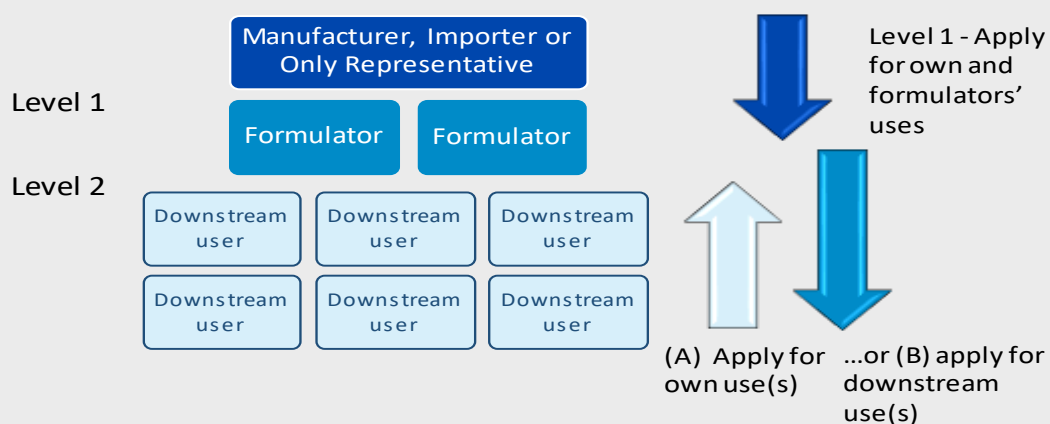 Manufacturer, Importer or
Only Representative
Level 1
Formulator
Formulator
Level 2
Downstream
user
Downstream
user
Downstream
user
Downstream
user
Downstream
user
Downstream
user
Level 1 - Apply
for own and
formulators’
uses
(A) Apply for
own use(s)
...or (B) apply for
downstream
use(s)